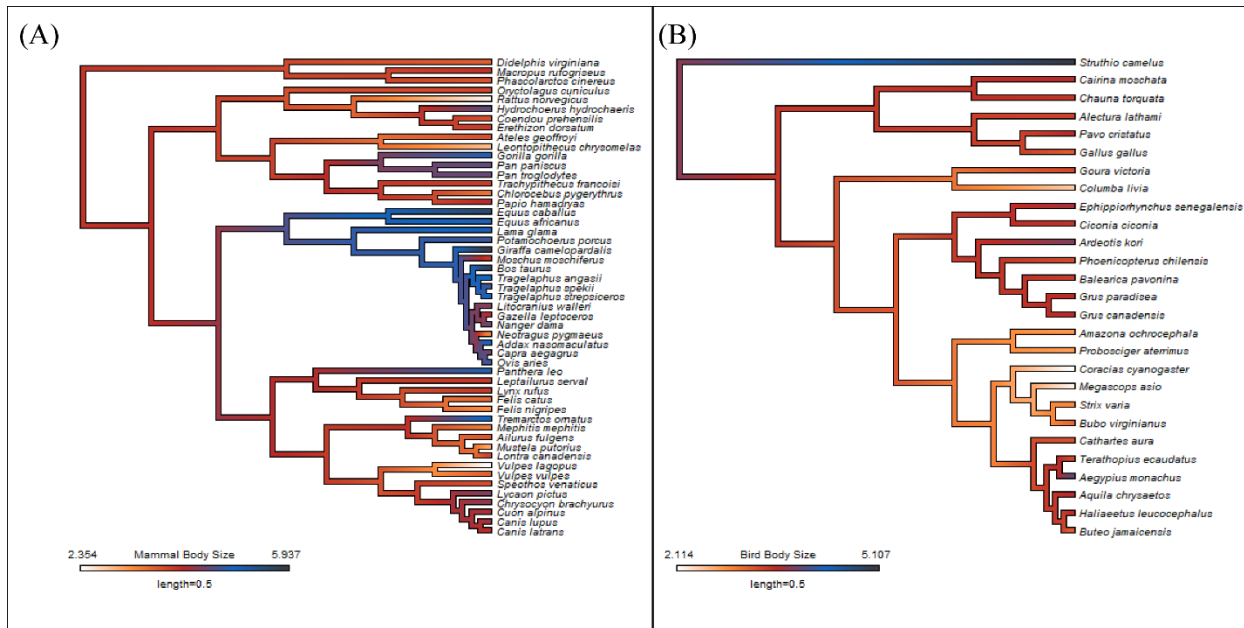 (A)
Didelphis virginiana
Macropus rufogriseus
Phascolarctos cinereus
Oryctolagus cuniculus
Rattus norvegicus
Hydrochoerus hydrochaeris
Coendou prehensilis
Erethizon dorsatum
Ateles geoffroyi
Leontopithecus chrysomelas
Gorilla gorilla
Pan paniscus
Pan troglodytes
Trachypithecus francoisi
Chlorocebus pygerythrus
Papio hamadryas
Equus caballus
Equus africanus
Lama glama
Potamochoerus porcus
Giraffa camelopardalis
Moschus moschiferus
Bos taurus
Tragelaphus angasii
Tragelaphus spekii
Tragelaphus strepsiceros
Litocranius walleri
Gazella leptoceros
Nanger dama
Neotragus pygmaeus
Addax nasomaculatus
Capra aegagrus
Ovis aries
Panthera leo
Leptailurus serval
Lynx rufus
Felis catus
Felis nigripes
Tremarctos ornatus
Mephitis mephitis
Ailurus fulgens
Mustela putorius
Lontra canadensis
Vulpes lagopus
Vulpes vulpes
Speothos venaticus
Lycaon pictus
Chrysocyon brachyurus
Cuon alpinus
Canis lupus
Canis latrans
2.354 Mammal Body Size 5.937
length=0.5
(B)
Struthio camelus
Cairina moschata
Chauna torquata
Alectura lathami
Pavo cristatus
Gallus gallus
Goura victoria
Columba livia
Ephippiorhynchus senegalensis
Ciconia ciconia
Ardeotis kori
Phoenicopterus chilensis
Balearica pavonina
Grus paradisea
Grus canadensis
Amazona ochrocephala
Probosciger aterrimus
Coracias cyanogaster
Megascops asio
Strix varia
Bubo virginianus
Cathartes aura
Terathopius ecaudatus
Aegypius monachus
Aquila chrysaetos
Haliaeetus leucocephalus
Buteo jamaicensis
2.114 Bird Body Size 5.107
length=0.5